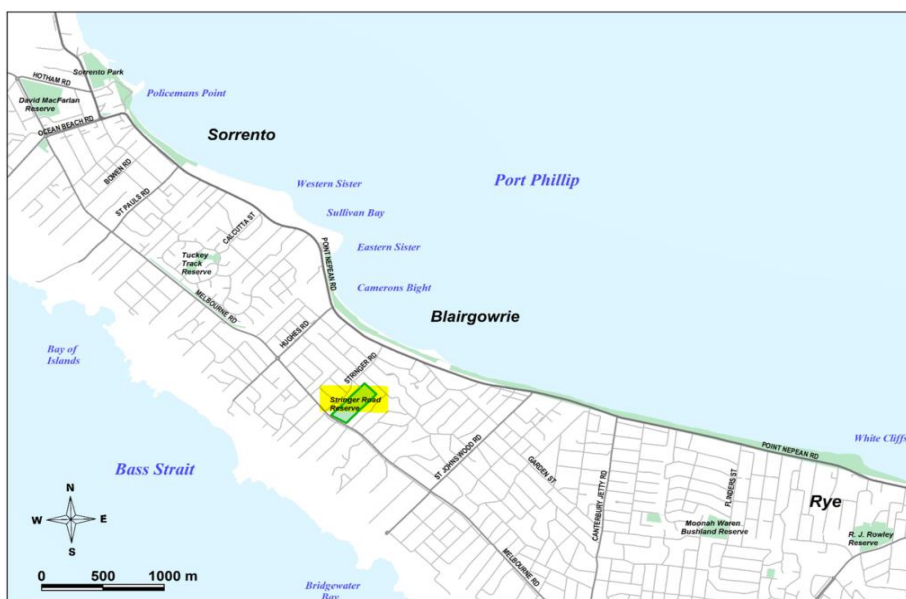 HOTHAM RD
Sorrento Park
David MacFarlan
Reserve
Policemans Point
OCEAN BEACH RD
Sorrento
BOWEN RD
ST PAULS RD
Western Sister
Port Phillip
Sullivan Bay
CALCUTTA ST
Eastern Sister
POINT NEPEAN RD
Tuckey
Track
Reserve
Camerons Bight
MELBOURNE RD
Blairgowrie
HUGHES RD
Bay of
Islands
STRINGER RD
Stringer Road
Reserve
White Cliffs
POINT NEPEAN RD
ST JOHNS WOOD RD
Bass Strait
GARDEN ST
CANTERBURY JETTY RD
FLINDERS ST
Rye
Moonah Waren
Bushland Reserve
R. J. Rowley
Reserve
N
W E
S
MELBOURNE RD
0 500 1000 m
Bridgewater
Bay